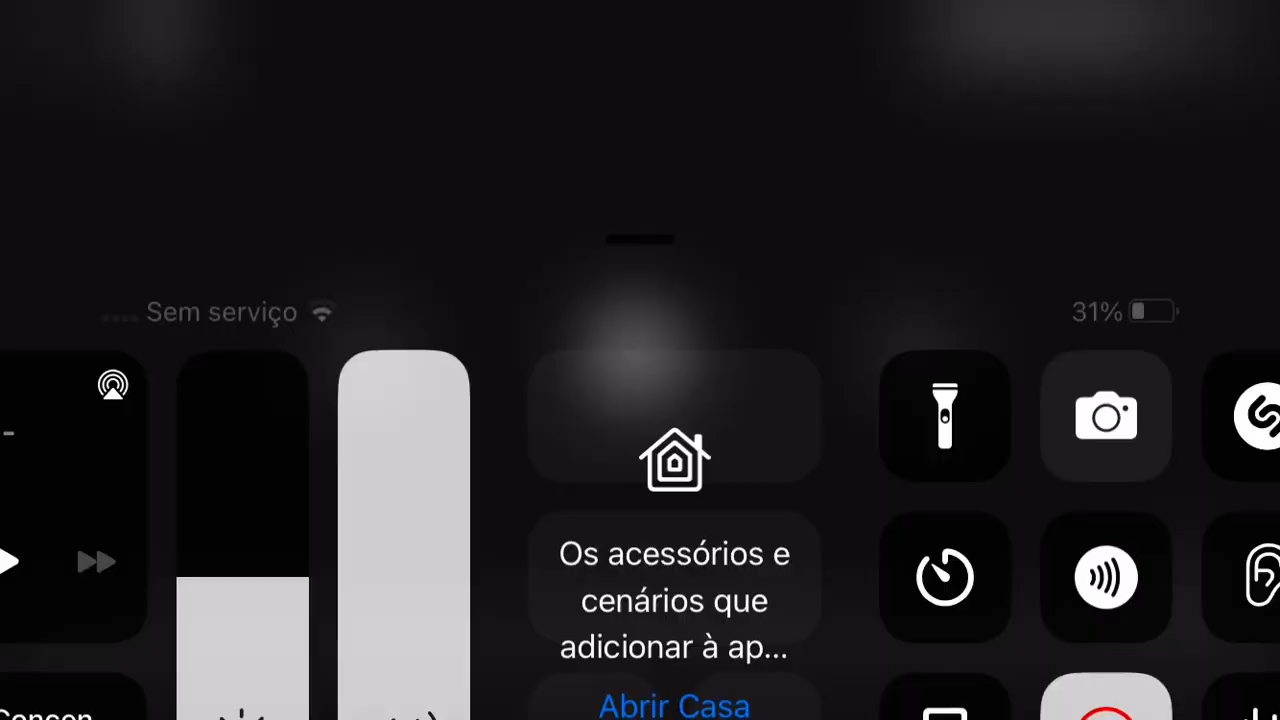 Sem serviço
31%
Os acessórios e
cenários que
adicionar à ap...
Abrir Casa